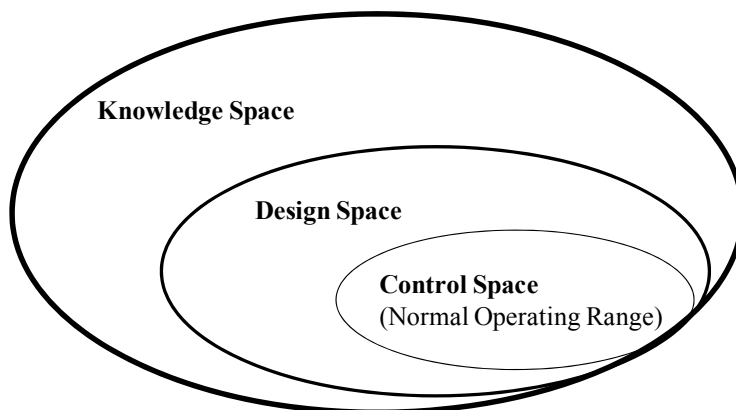 Knowledge Space
Design Space
Control Space
(Normal Operating Range)